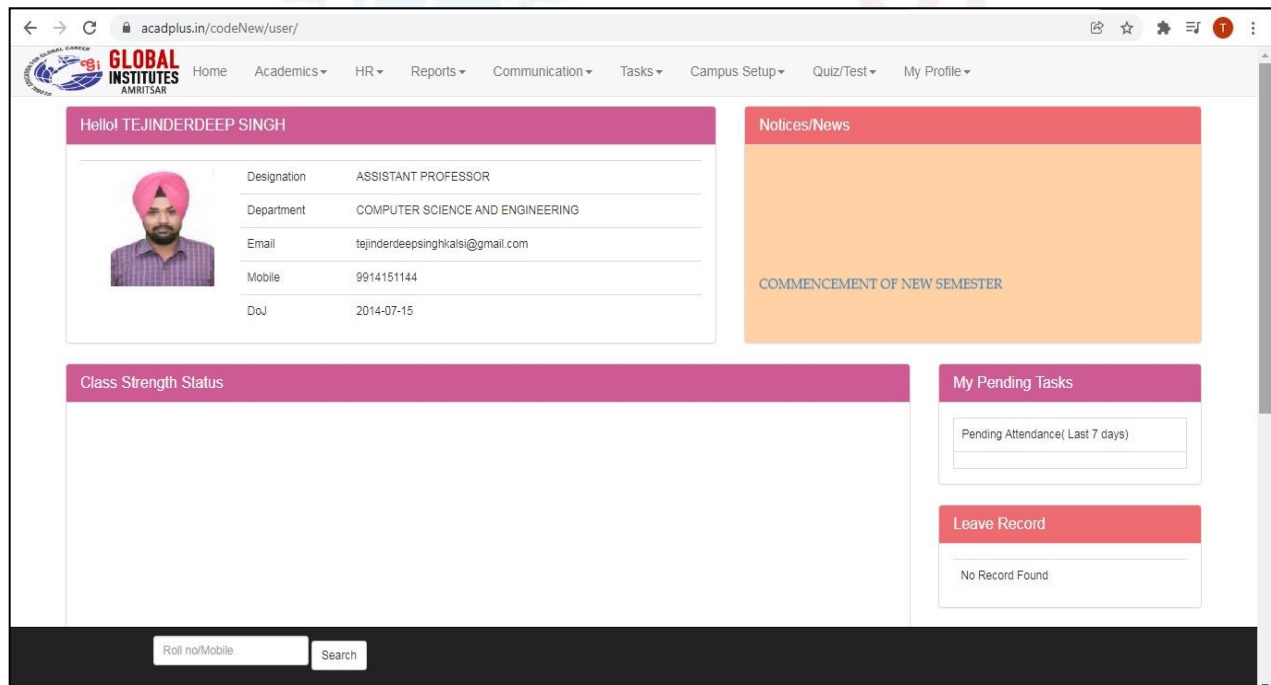 acadplus.in/codeNew/user/
T
GLOBAL CAREER
GLOBAL
INSTITUTES
AMRITSAR
Home Academics HR Reports Communication Tasks Campus Setup Quiz/Test My Profile
Hello! TEJINDERDEEP SINGH
Designation ASSISTANT PROFESSOR
Department COMPUTER SCIENCE AND ENGINEERING
Email tejinderdeepsinghkalsi@gmail.com
Mobile 9914151144
DoJ 2014-07-15
Notices/News
COMMENCEMENT OF NEW SEMESTER
Class Strength Status
My Pending Tasks
Pending Attendance( Last 7 days)
Leave Record
No Record Found
Roll no/Mobile Search